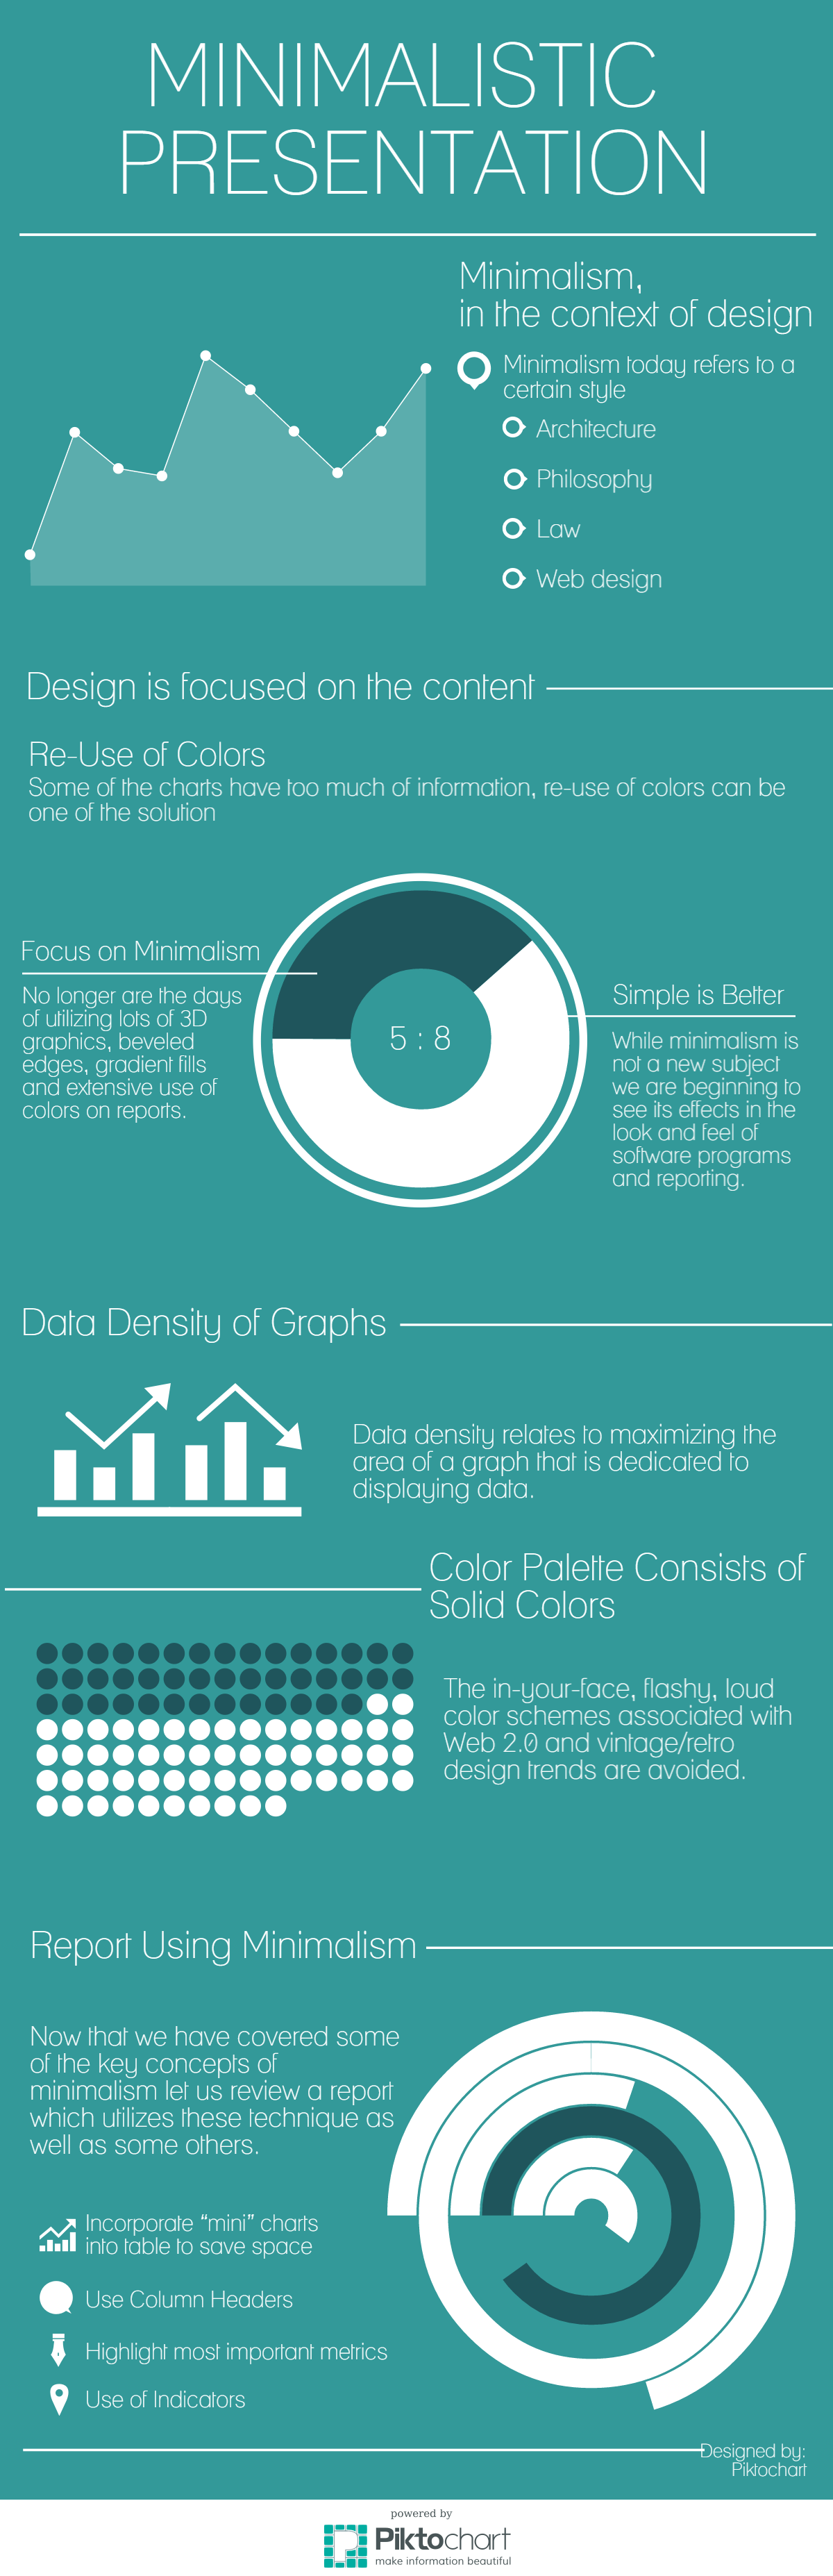 MINIMALISTIC
PRESENTATION
Minimalism,
in the context of design
Minimalism today refers to a
certain style
Architecture
Philosophy
Law
Web design
Design is focused on the content
Re-Use of Colors
Some of the charts have too much of information, re-use of colors can be
one of the solution
Focus on Minimalism
No longer are the days
of utilizing lots of 3D
graphics, beveled
edges, gradient fills
and extensive use of
colors on reports.
5 : 8
Simple is Better
While minimalism is
not a new subject
we are beginning to
see its effects in the
look and feel of
software programs
and reporting.
Data Density of Graphs
Data density relates to maximizing the
area of a graph that is dedicated to
displaying data.
Color Palette Consists of
Solid Colors
The in-your-face, flashy, loud
color schemes associated with
Web 2.0 and vintage/retro
design trends are avoided.
Report Using Minimalism
Now that we have covered some
of the key concepts of
minimalism let us review a report
which utilizes these technique as
well as some others.
Incorporate “mini” charts
into table to save space
Use Column Headers
Highlight most important metrics
Use of Indicators
Designed by:
Piktochart
powered by
Piktochart
make information beautiful